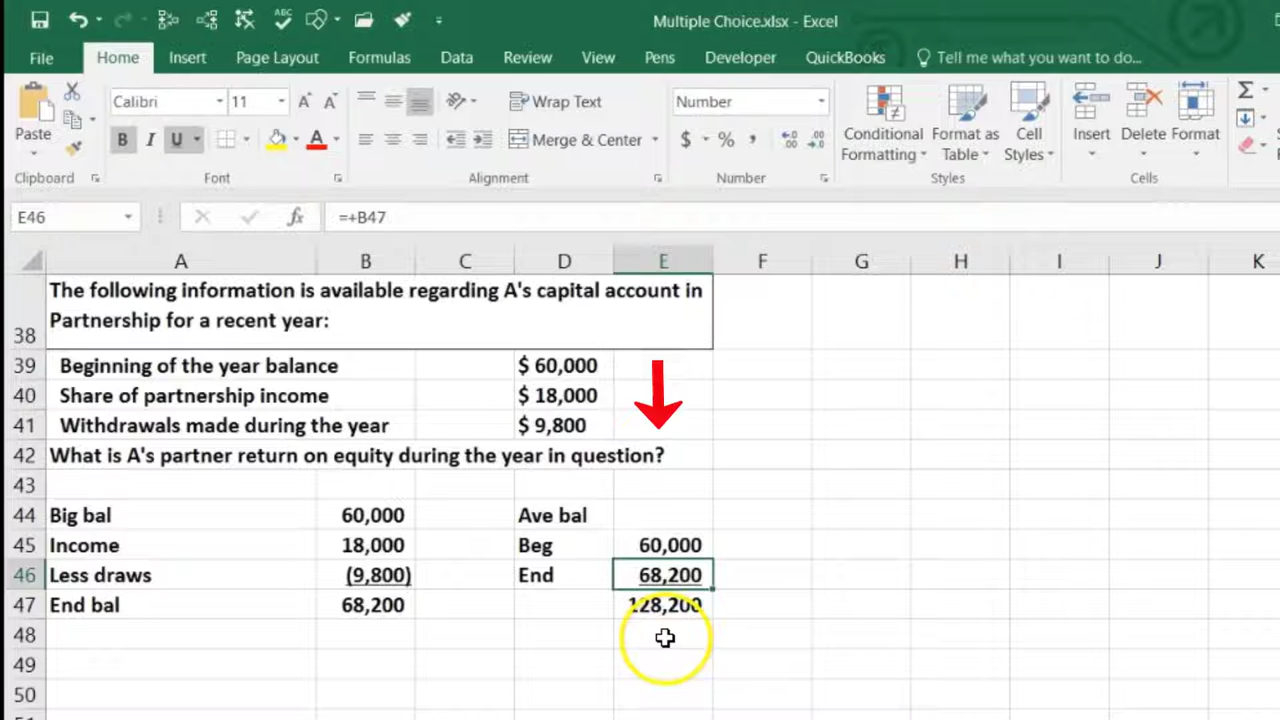 ABC
Multiple Choice.xlsx - Excel
File Home Insert Page Layout Formulas Data Review View Pens Developer QuickBooks Tell me what you want to do...
Paste Calibri 11 A A Wrap Text Number Conditional Formatting Format as Table Cell Styles Insert Delete Format Σ
B I U A Merge & Center $ % , .0 .00 .00 .0
Clipboard Font Alignment Number Styles Cells
E46 fx =+B47
A B C D E F G H I J K
38 The following information is available regarding A's capital account in
Partnership for a recent year:
39 Beginning of the year balance $ 60,000
40 Share of partnership income $ 18,000
41 Withdrawals made during the year $ 9,800
42 What is A's partner return on equity during the year in question?
43
44 Big bal 60,000 Ave bal
45 Income 18,000 Beg 60,000
46 Less draws (9,800) End 68,200
47 End bal 68,200 128,200
48
49
50